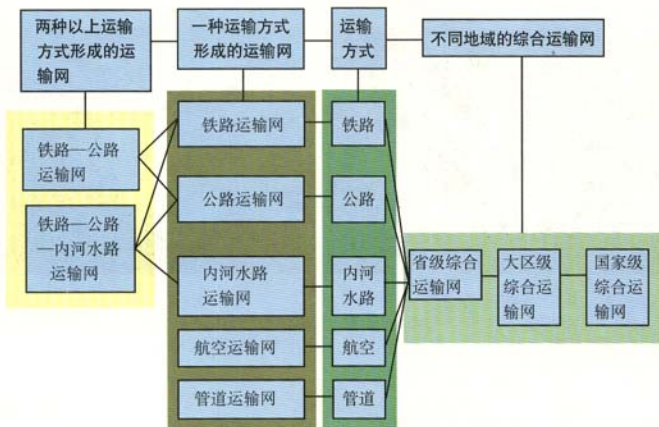 两种以上运输
方式形成的运
输网
一种运输方式
形成的运输网
运输
方式
不同地域的综合运输网
铁路—公路
运输网
铁路—公路
—内河水路
运输网
铁路运输网
公路运输网
内河水路
运输网
航空运输网
管道运输网
铁路
公路
内河
水路
航空
管道
省级综合
运输网
大区级
综合运
输网
国家级
综合运
输网